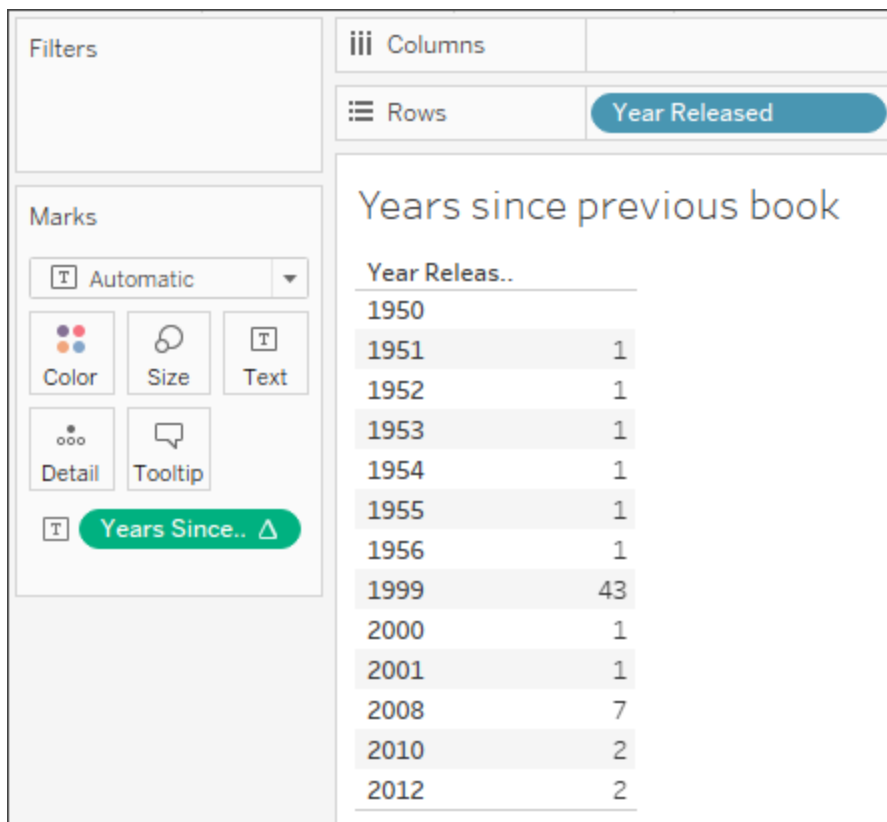 Filters
Columns
Rows
Year Released
Marks
T Automatic
Color
Size
T
Text
Detail
Tooltip
T Years Since.. Δ
Years since previous book
Year Releas..
1950
1951 1
1952 1
1953 1
1954 1
1955 1
1956 1
1999 43
2000 1
2001 1
2008 7
2010 2
2012 2